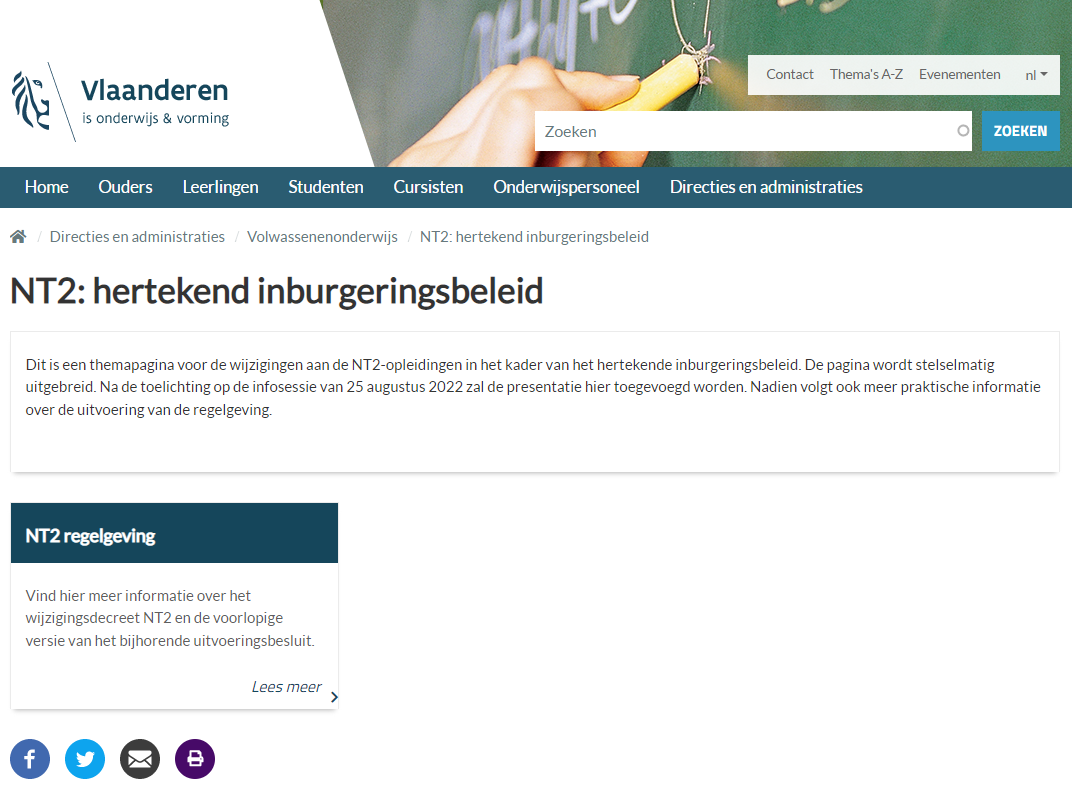 Vlaanderen
is onderwijs & vorming
Contact Thema's A-Z Evenementen nl
Zoeken ZOEKEN
Home Ouders Leerlingen Studenten Cursisten Onderwijspersoneel Directies en administraties
/ Directies en administraties / Volwassenenonderwijs / NT2: hertekend inburgeringsbeleid
NT2: hertekend inburgeringsbeleid
Dit is een themapagina voor de wijzigingen aan de NT2-opleidingen in het kader van het hertekende inburgeringsbeleid. De pagina wordt stelselmatig
uitgebreid. Na de toelichting op de infosessie van 25 augustus 2022 zal de presentatie hier toegevoegd worden. Nadien volgt ook meer praktische informatie
over de uitvoering van de regelgeving.
NT2 regelgeving
Vind hier meer informatie over het
wijzigingsdecreet NT2 en de voorlopige
versie van het bijhorende uitvoeringsbesluit.
Lees meer